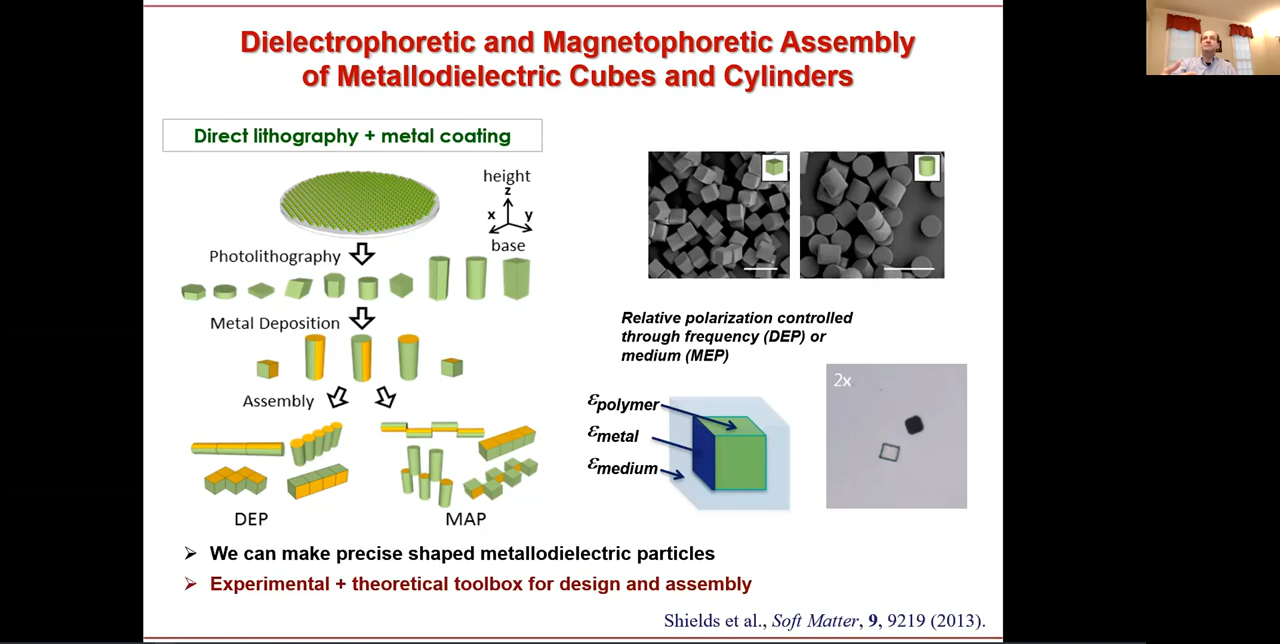 Dielectrophoretic and Magnetophoretic Assembly
of Metallodielectric Cubes and Cylinders
Direct lithography + metal coating
height
z
x
y
base
Photolithography
Metal Deposition
Assembly
DEP
MAP
Relative polarization controlled
through frequency (DEP) or
medium (MEP)
εpolymer
εmetal
εmedium
2x
➢ We can make precise shaped metallodielectric particles
➢ Experimental + theoretical toolbox for design and assembly
Shields et al., Soft Matter, 9, 9219 (2013).